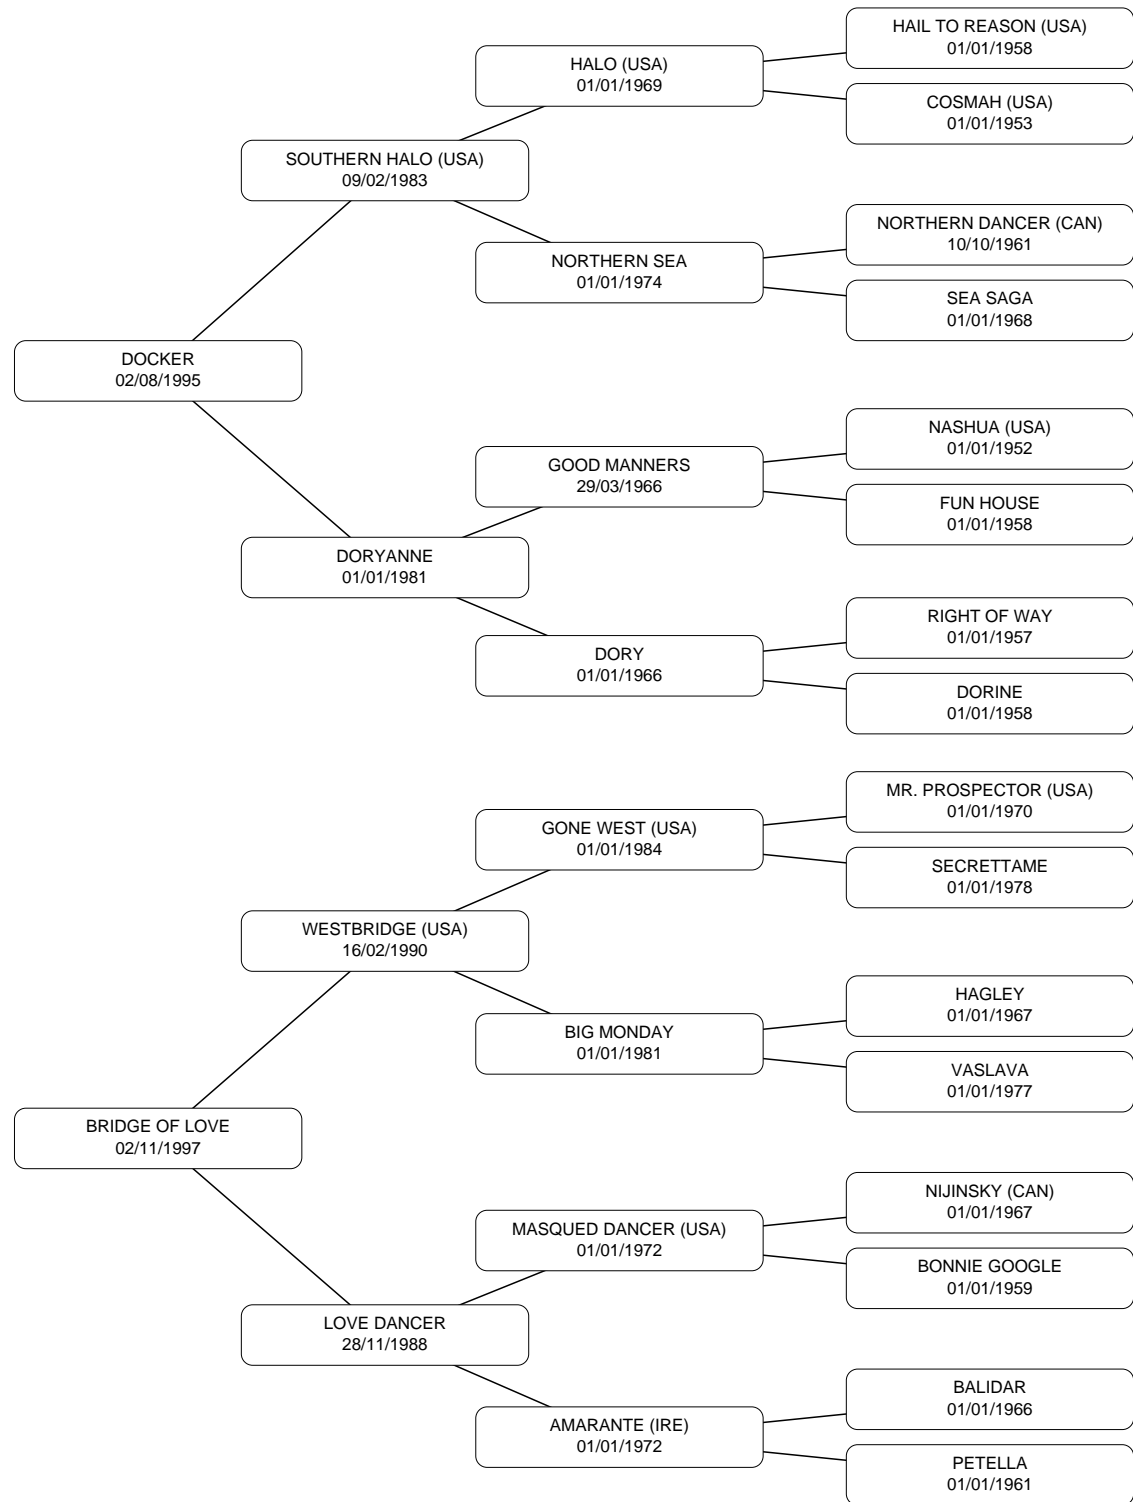 HAIL TO REASON (USA)
01/01/1958
HALO (USA)
01/01/1969
COSMAH (USA)
01/01/1953
SOUTHERN HALO (USA)
09/02/1983
NORTHERN DANCER (CAN)
10/10/1961
NORTHERN SEA
01/01/1974
SEA SAGA
01/01/1968
DOCKER
02/08/1995
NASHUA (USA)
01/01/1952
GOOD MANNERS
29/03/1966
FUN HOUSE
01/01/1958
DORYANNE
01/01/1981
RIGHT OF WAY
01/01/1957
DORY
01/01/1966
DORINE
01/01/1958
MR. PROSPECTOR (USA)
01/01/1970
GONE WEST (USA)
01/01/1984
SECRETTAME
01/01/1978
WESTBRIDGE (USA)
16/02/1990
HAGLEY
01/01/1967
BIG MONDAY
01/01/1981
VASLAVA
01/01/1977
BRIDGE OF LOVE
02/11/1997
NIJINSKY (CAN)
01/01/1967
MASQUED DANCER (USA)
01/01/1972
BONNIE GOOGLE
01/01/1959
LOVE DANCER
28/11/1988
BALIDAR
01/01/1966
AMARANTE (IRE)
01/01/1972
PETELLA
01/01/1961